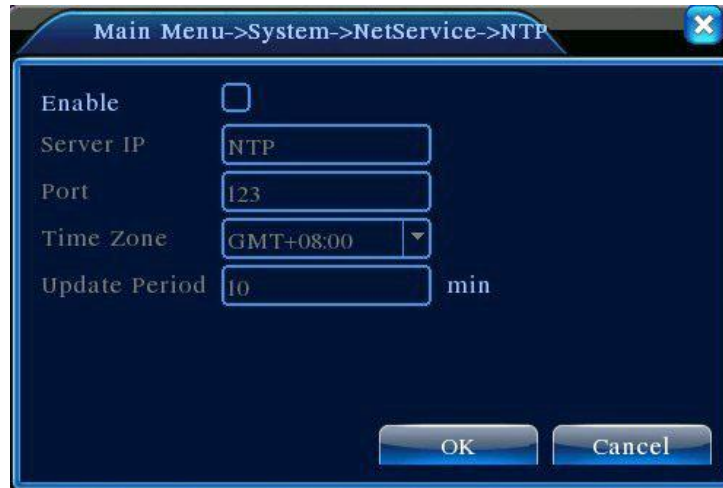 Main Menu->System->NetService->NTP
Enable
Server IP NTP
Port 123
Time Zone GMT+08:00
Update Period 10 min
OK Cancel